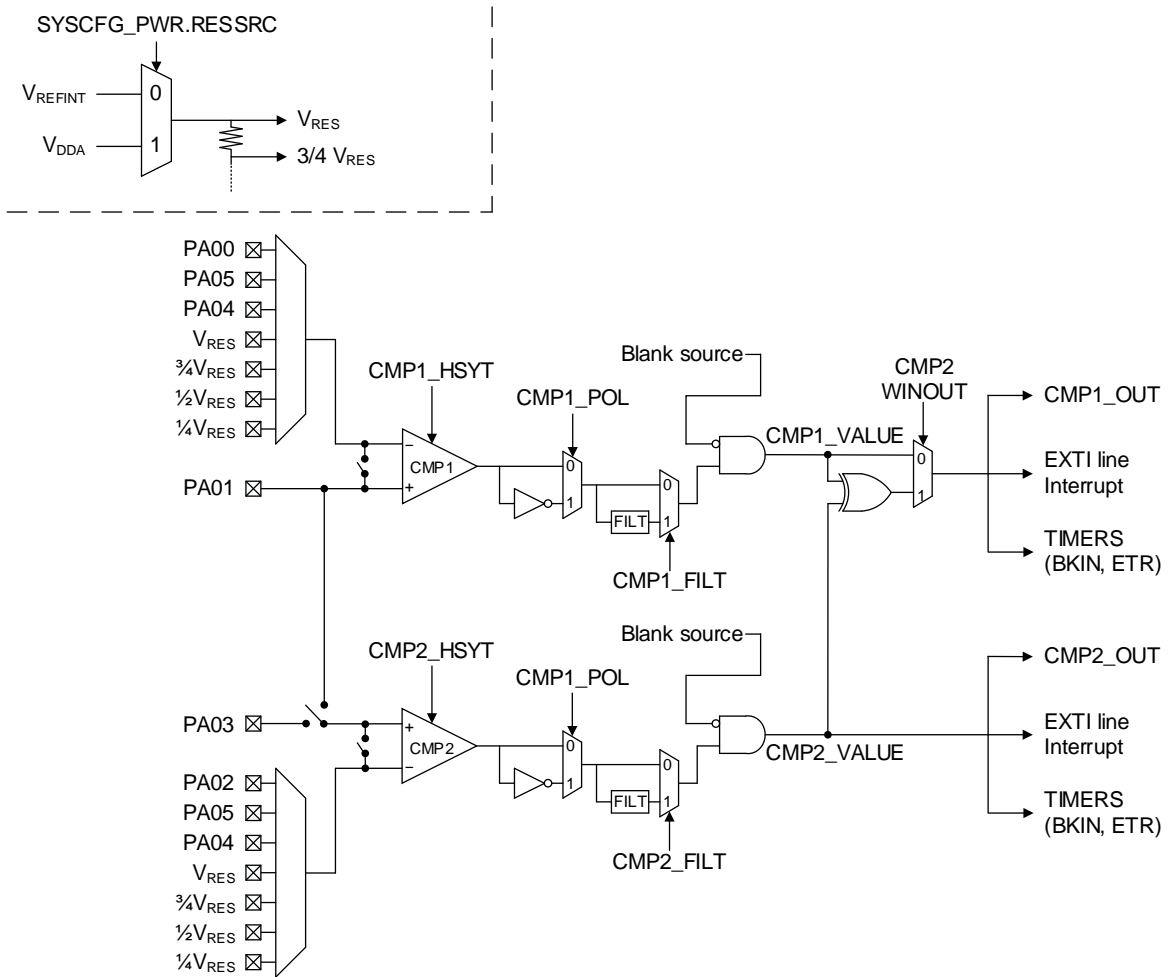 SYSCFG_PWR.RESSRC
VREFINT
0
VRES
VDDA
1
3/4 VRES
PA00
PA05
PA04
VRES
¾VRES
½VRES
¼VRES
PA01
CMP1_HSYT
CMP1
−
+
CMP1_POL
0
1
FILT
0
1
CMP1_FILT
Blank source
CMP1_VALUE
CMP2
WINOUT
0
1
CMP1_OUT
EXTI line
Interrupt
TIMERS
(BKIN, ETR)
PA03
PA02
PA05
PA04
VRES
¾VRES
½VRES
¼VRES
CMP2_HSYT
+
CMP2
−
CMP1_POL
0
1
FILT
0
1
CMP2_FILT
Blank source
CMP2_VALUE
CMP2_OUT
EXTI line
Interrupt
TIMERS
(BKIN, ETR)